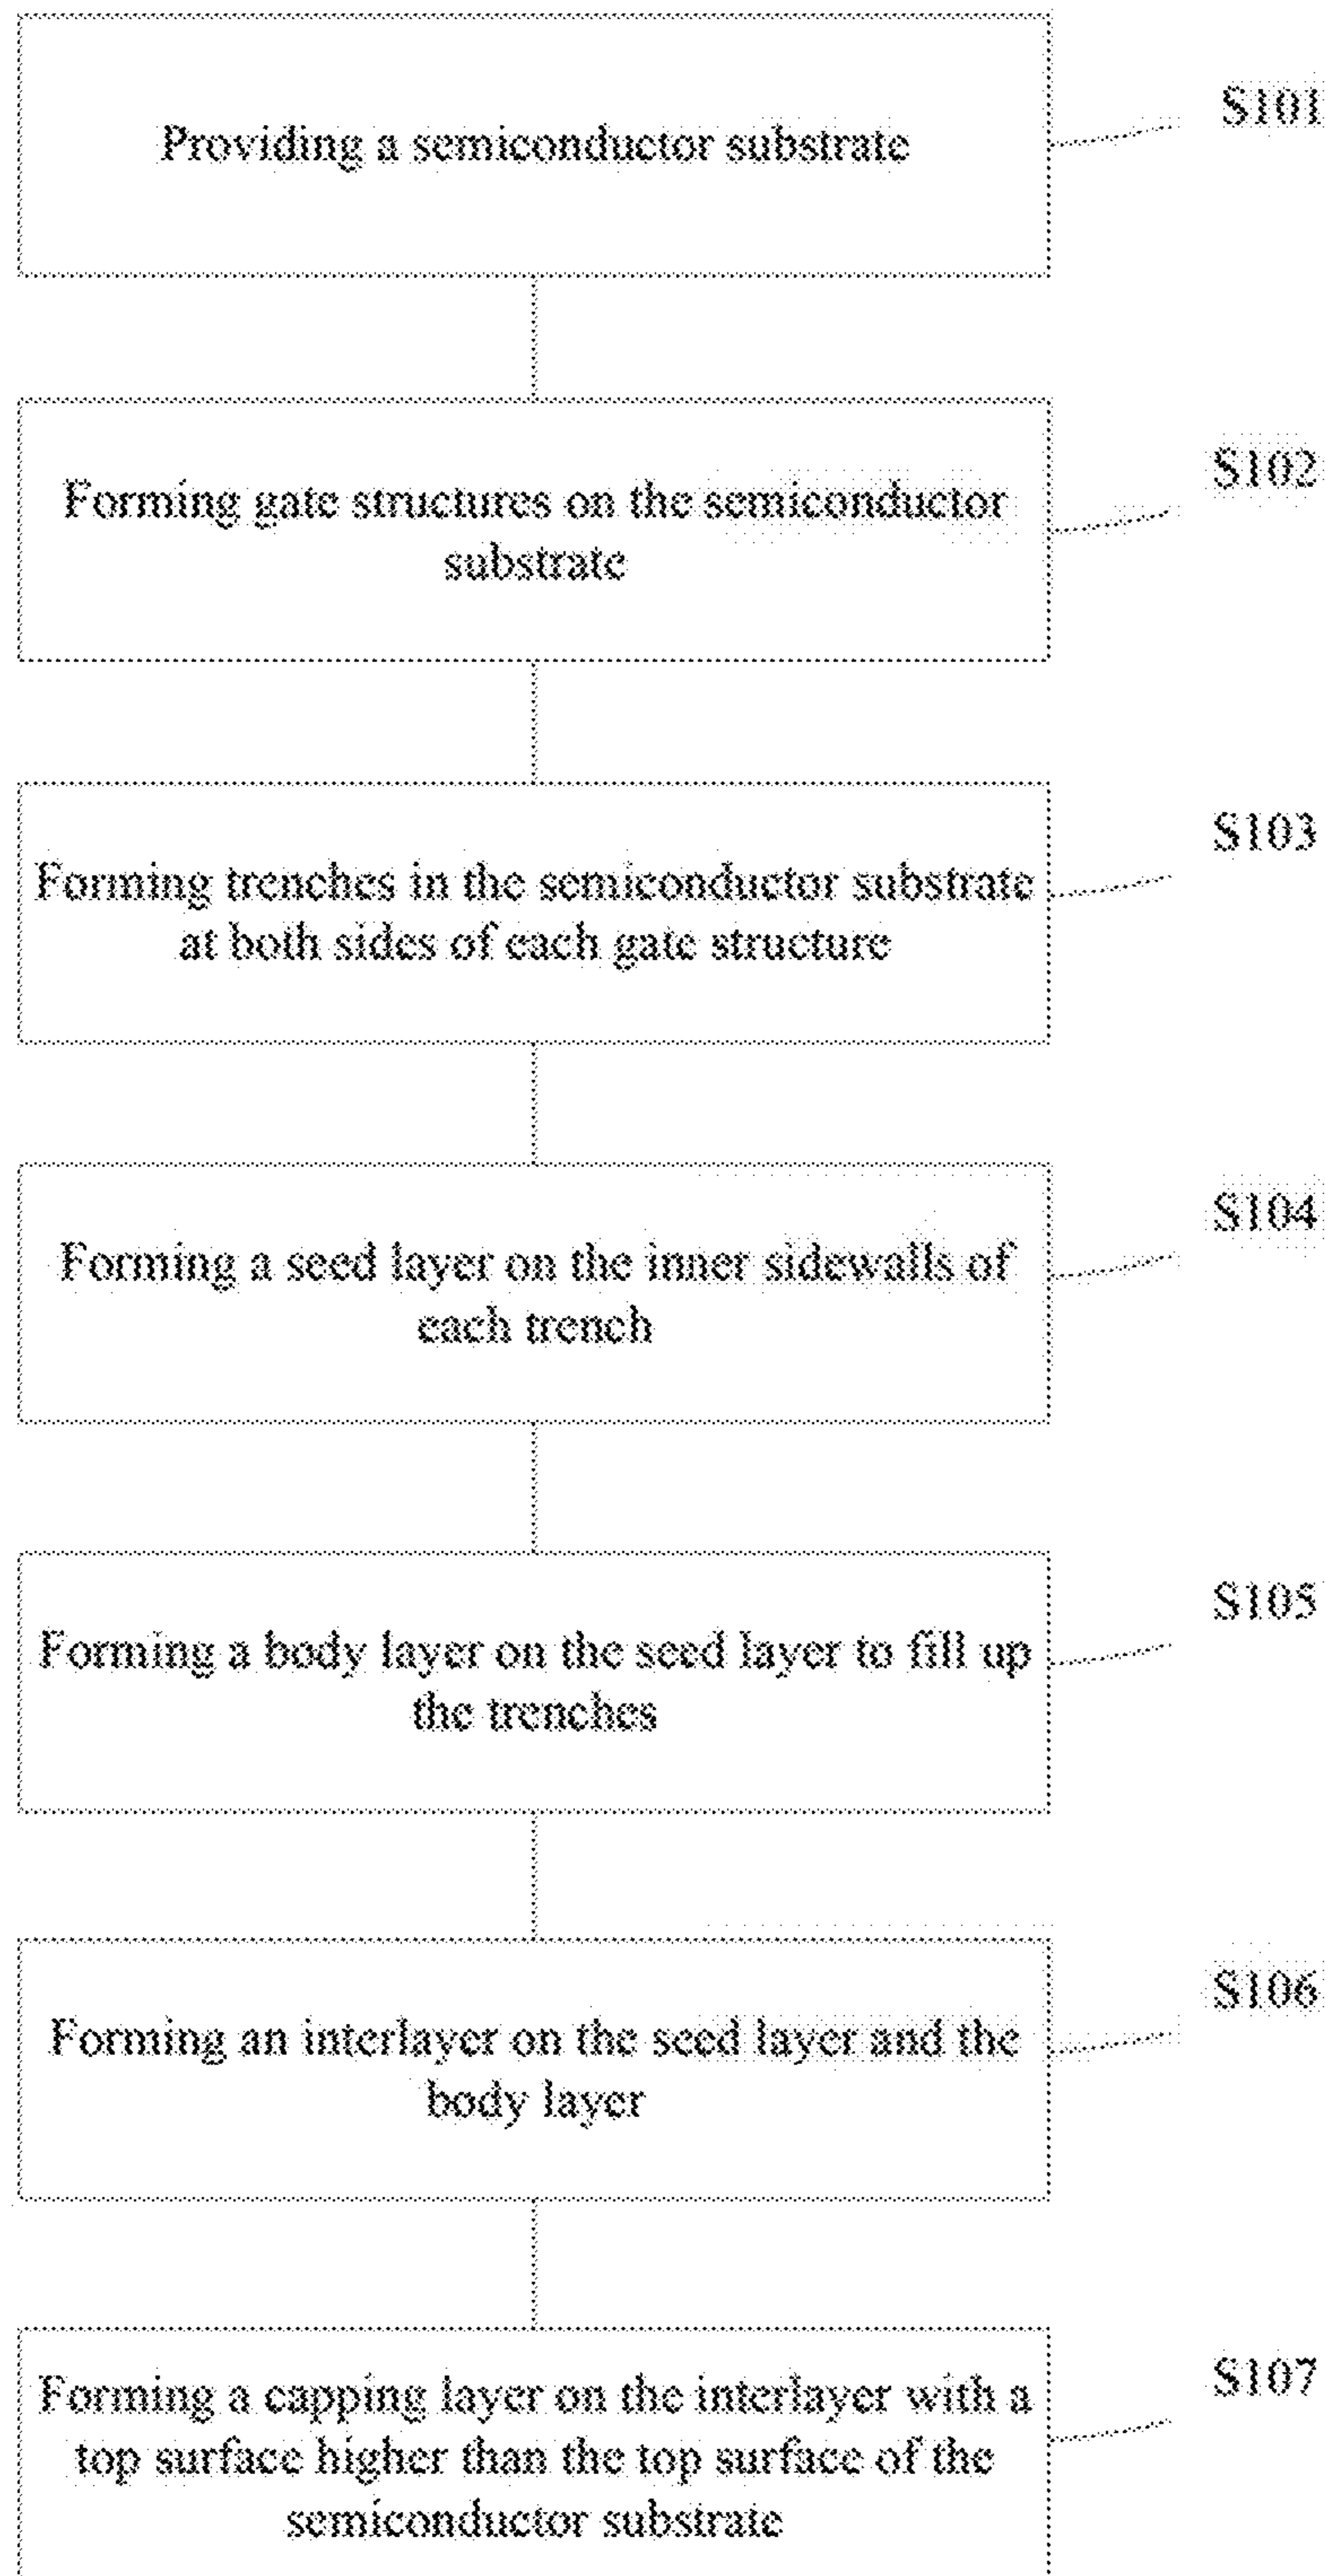 Providing a semiconductor substrate
S101
Forming gate structures on the semiconductor
substrate
S102
Forming trenches in the semiconductor substrate
at both sides of each gate structure
S103
Forming a seed layer on the inner sidewalls of
each trench
S104
Forming a body layer on the seed layer to fill up
the trenches
S105
Forming an interlayer on the seed layer and the
body layer
S106
Forming a capping layer on the interlayer with a
top surface higher than the top surface of the
semiconductor substrate
S107